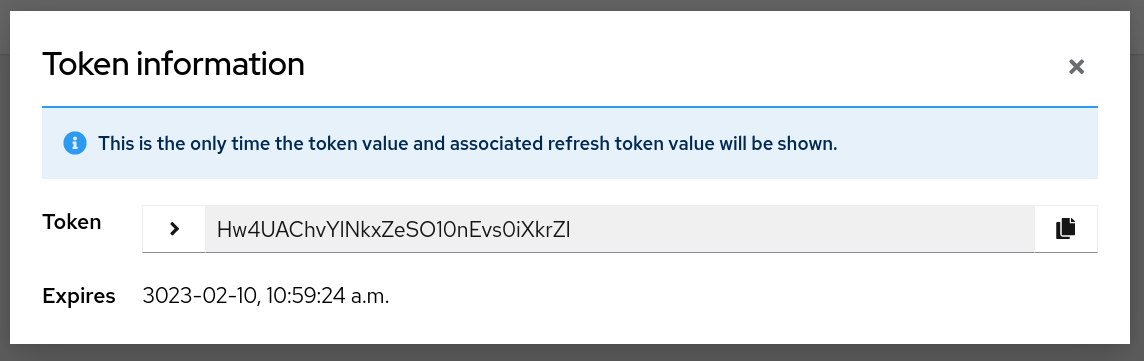 Token information
This is the only time the token value and associated refresh token value will be shown.
Token Hw4UAChvYlNkxZeSO10nEvs0iXkrZI
Expires 3023-02-10, 10:59:24 a.m.